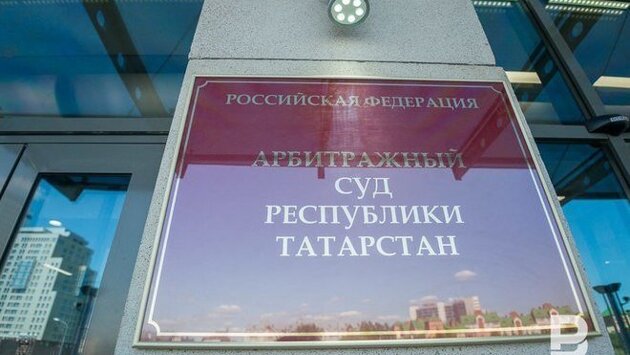 РОССИЙСКАЯ ФЕДЕРАЦИЯ
АРБИТРАЖНЫЙ
СУД
РЕСПУБЛИКИ
ТАТАРСТАН